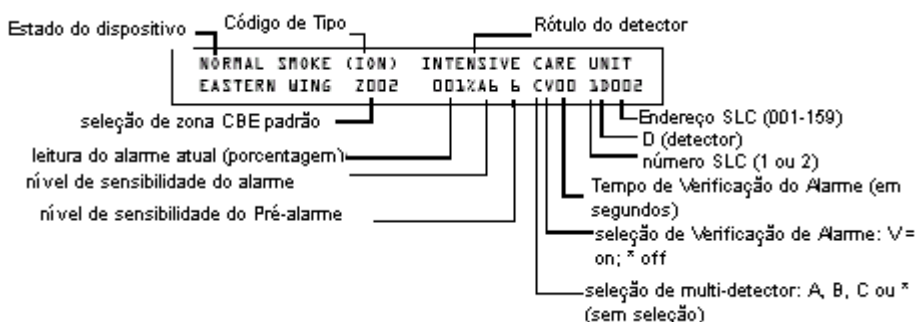 Estado do dispositivo
Código de Tipo
Rótulo do detector
NORMAL SMOKE (ION) INTENSIVE CARE UNIT
EASTERN WING Z002 001%A6 6 CV00 1D002
seleção de zona CBE padrão
Endereço SLC (001-159)
D (detector)
leitura do alarme atual (porcentagem)
número SLC (1 ou 2)
nível de sensibilidade do alarme
Tempo de Verificação do Alarme (em
segundos)
nível de sensibilidade do Pré-alarme
seleção de Verificação de Alarme: V =
on; * off
seleção de multi-detector: A, B, C ou *
(sem seleção)